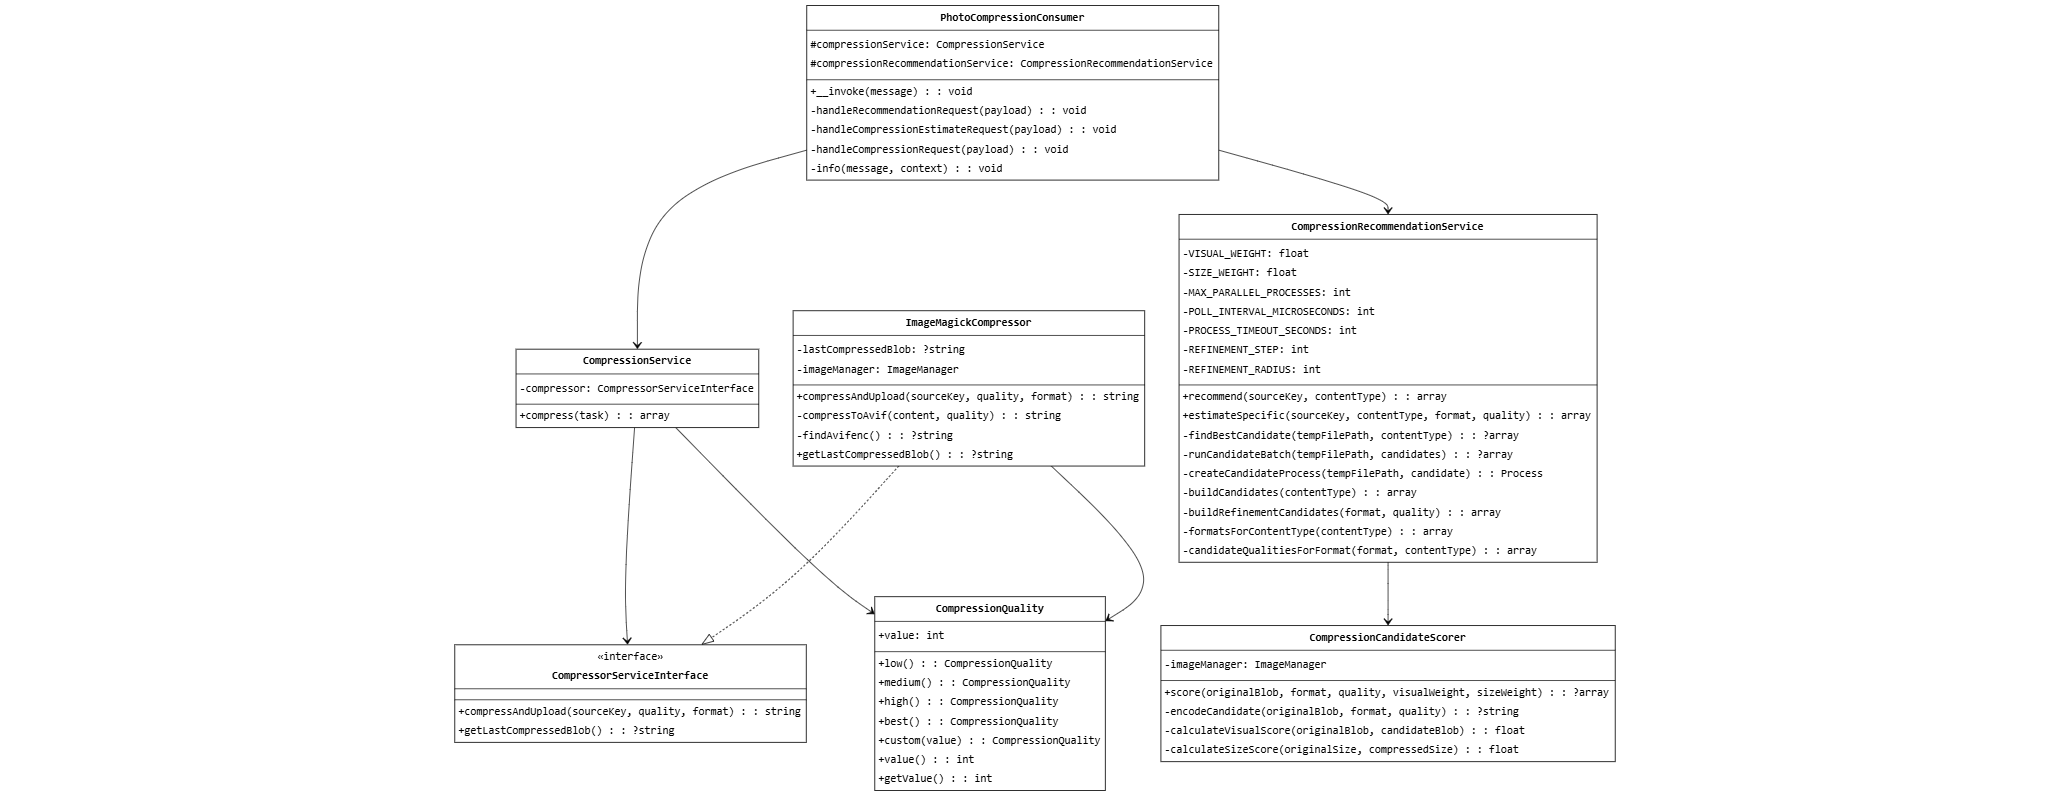 PhotoCompressionConsumer
#compressionService: CompressionService
#compressionRecommendationService: CompressionRecommendationService
+__invoke(message) : : void
-handleRecommendationRequest(payload) : : void
-handleCompressionEstimateRequest(payload) : : void
-handleCompressionRequest(payload) : : void
-info(message, context) : : void
CompressionRecommendationService
-VISUAL_WEIGHT: float
-SIZE_WEIGHT: float
-MAX_PARALLEL_PROCESSES: int
-POLL_INTERVAL_MICROSECONDS: int
-PROCESS_TIMEOUT_SECONDS: int
-REFINEMENT_STEP: int
-REFINEMENT_RADIUS: int
+recommend(sourceKey, contentType) : : array
+estimateSpecific(sourceKey, contentType, format, quality) : : array
-findBestCandidate(tempFilePath, contentType) : : ?array
-runCandidateBatch(tempFilePath, candidates) : : ?array
-createCandidateProcess(tempFilePath, candidate) : : Process
-buildCandidates(contentType) : : array
-buildRefinementCandidates(format, quality) : : array
-formatsForContentType(contentType) : : array
-candidateQualitiesForFormat(format, contentType) : : array
ImageMagickCompressor
-lastCompressedBlob: ?string
-imageManager: ImageManager
+compressAndUpload(sourceKey, quality, format) : : string
-compressToAvif(content, quality) : : string
-findAvifenc() : : ?string
+getLastCompressedBlob() : : ?string
CompressionService
-compressor: CompressorServiceInterface
+compress(task) : : array
«interface»
CompressorServiceInterface
+compressAndUpload(sourceKey, quality, format) : : string
+getLastCompressedBlob() : : ?string
CompressionQuality
+value: int
+low() : : CompressionQuality
+medium() : : CompressionQuality
+high() : : CompressionQuality
+best() : : CompressionQuality
+custom(value) : : CompressionQuality
+value() : : int
+getValue() : : int
CompressionCandidateScorer
-imageManager: ImageManager
+score(originalBlob, format, quality, visualWeight, sizeWeight) : : ?array
-encodeCandidate(originalBlob, format, quality) : : ?string
-calculateVisualScore(originalBlob, candidateBlob) : : float
-calculateSizeScore(originalSize, compressedSize) : : float